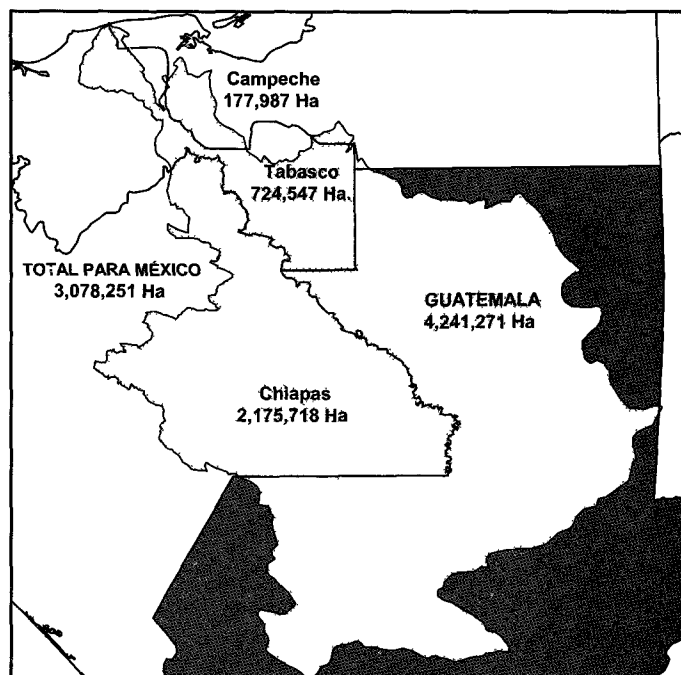 Campeche
177,987 Ha
Tabasco
724,547 Ha.
TOTAL PARA MÉXICO
3,078,251 Ha
GUATEMALA
4,241,271 Ha
Chiapas
2,175,718 Ha